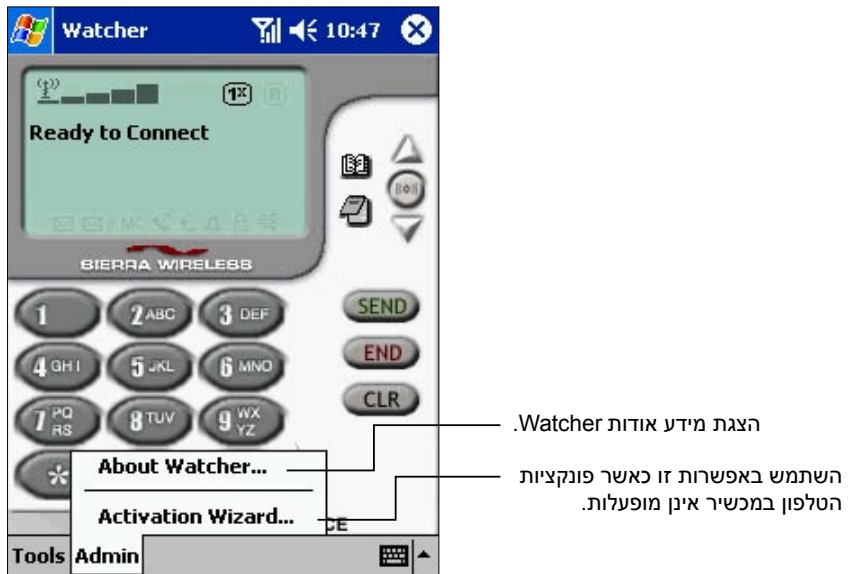 Watcher 10:47
1X R
Ready to Connect
MC
SIERRA WIRELESS
1 2 ABC 3 DEF SEND
4 GHI 5 JKL 6 MNO END
7 PQ RS 8 TUV 9 WX YZ CLR
*
About Watcher...
הצגת מידע אודות Watcher.
Activation Wizard...
השתמש באפשרות זו כאשר פונקציות
הטלפון במכשיר אינן מופעלות.
Tools Admin